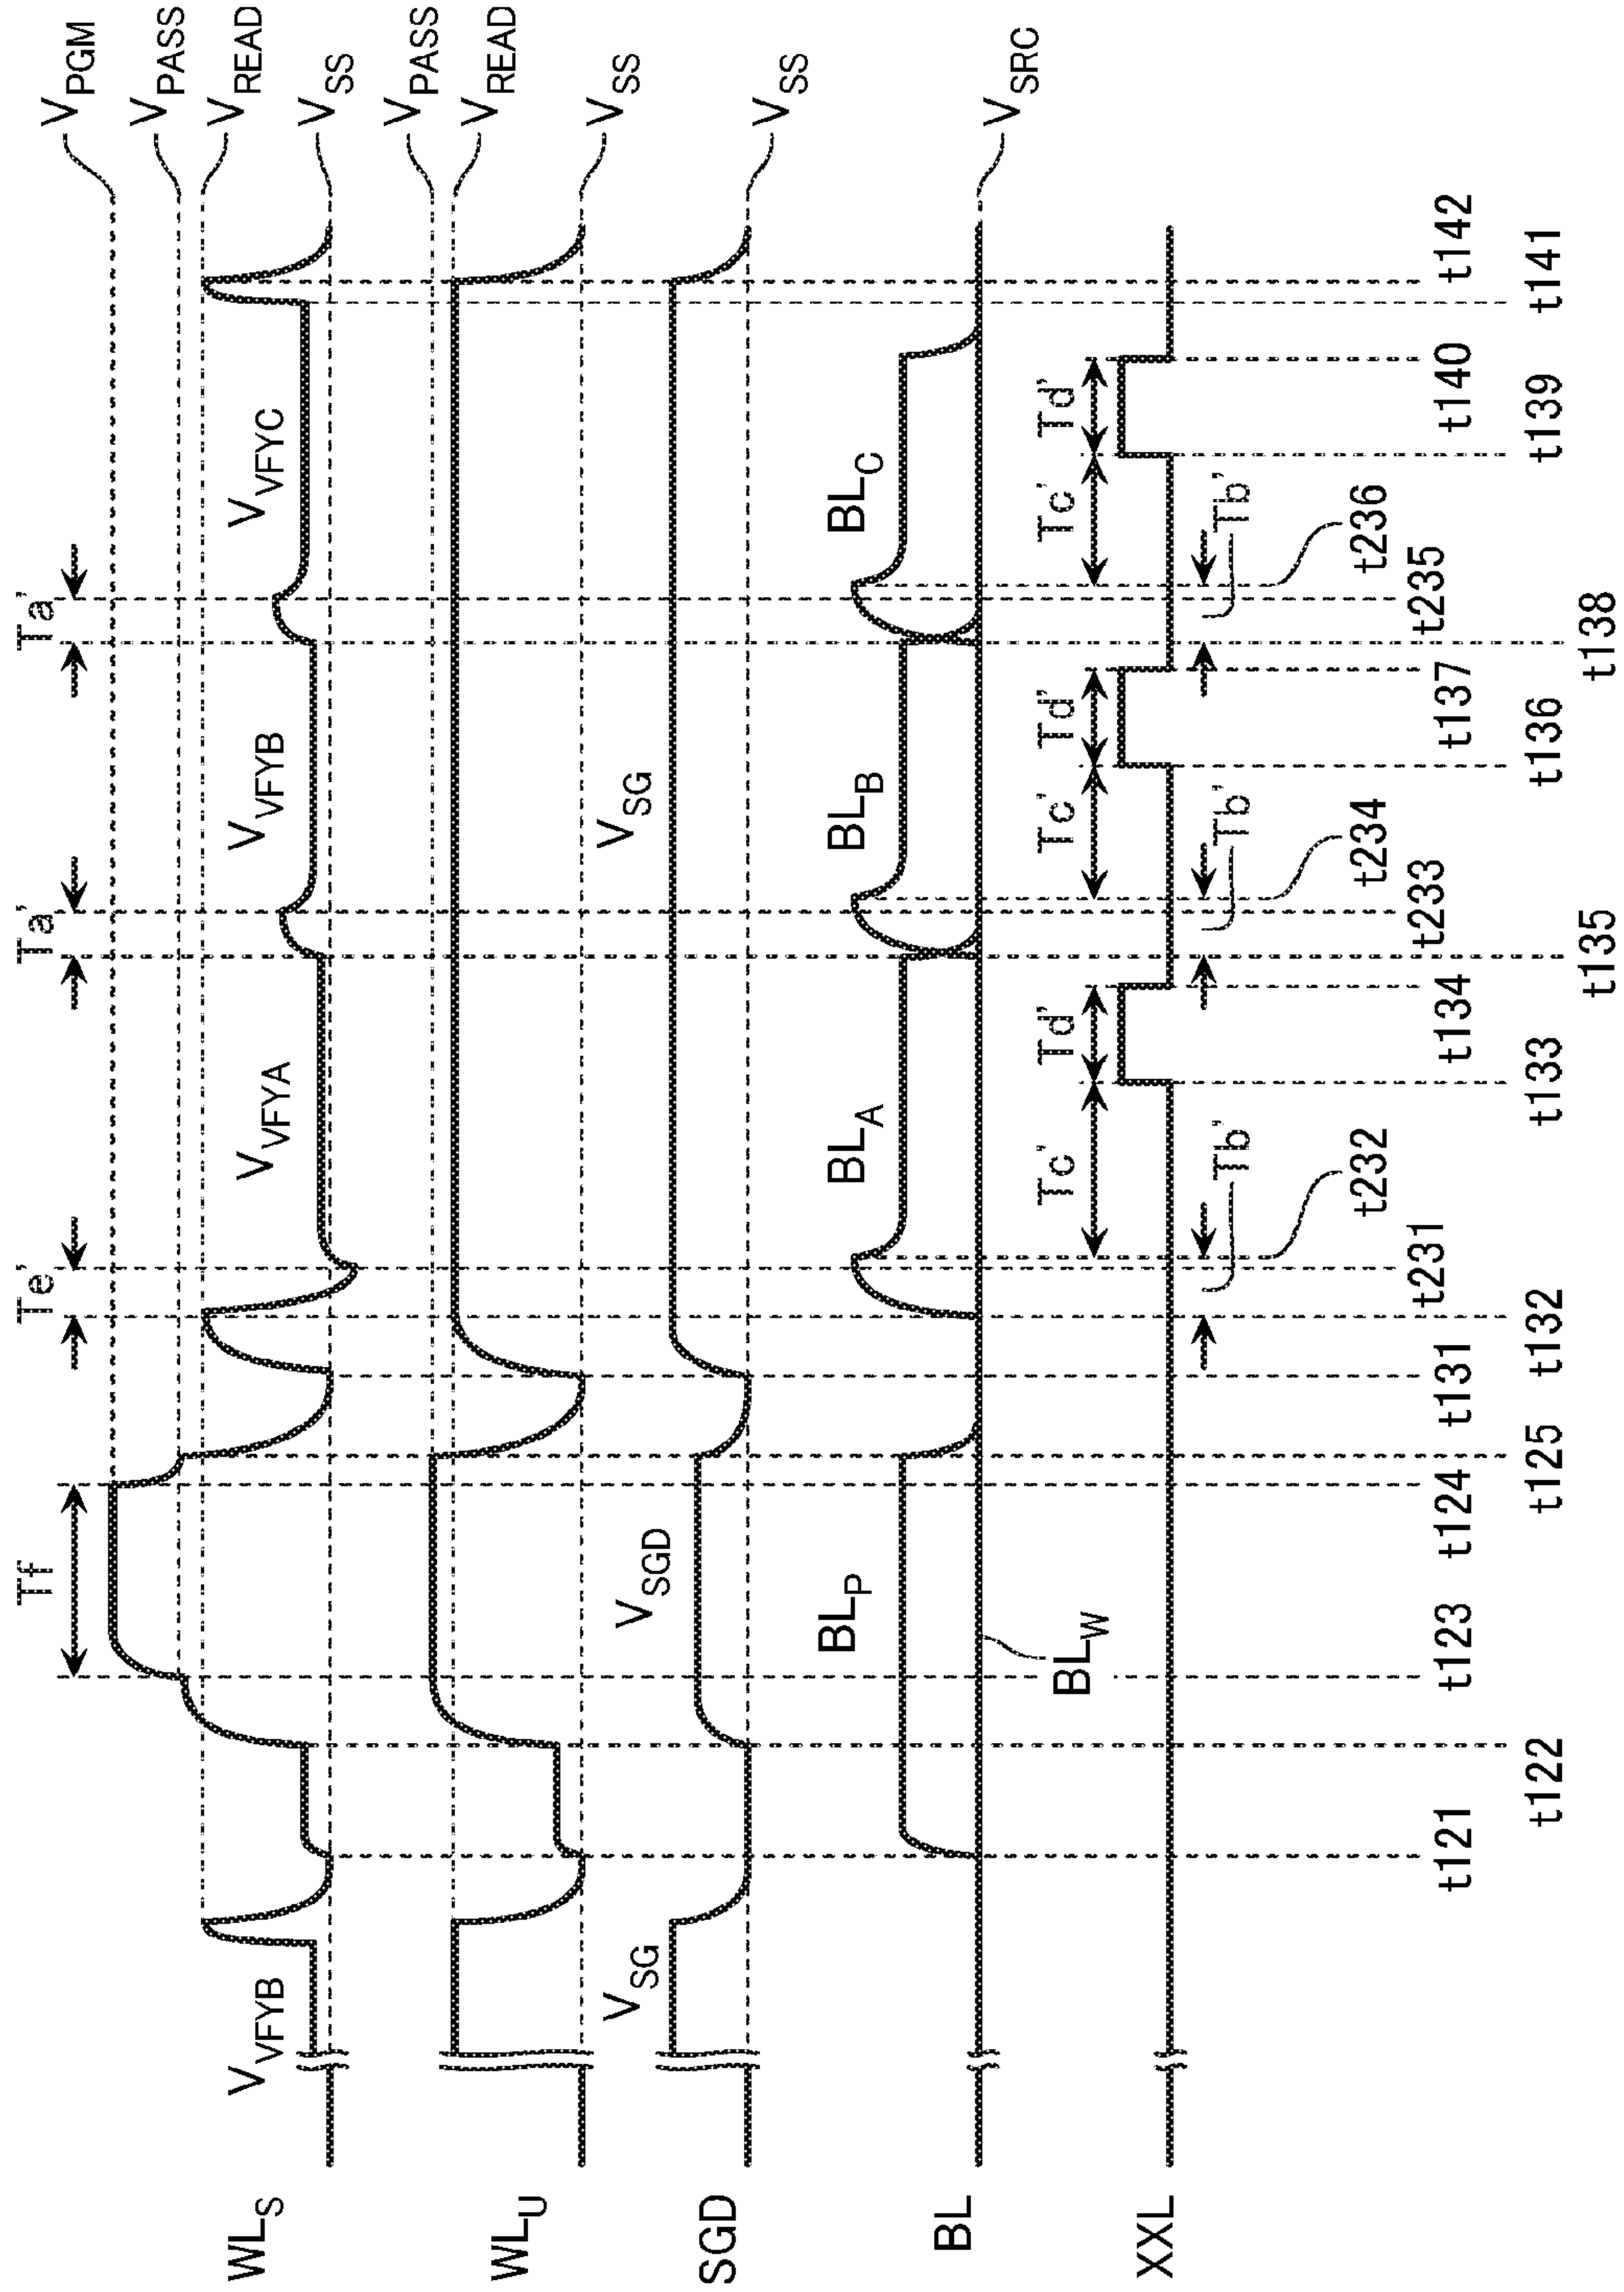 Tf
Te'
Ta'
Ta'
VPGM
VPASS
VREAD
VSS
WLS
VVFYB
VVFYA
VVFYB
VVFYC
VPASS
VREAD
VSS
WLU
SGD
VSG
VSGD
VSG
VSS
BL
BLP
BLW
BLA
BLB
BLC
VSRC
XXL
Tc'
Td'
Tc'
Td'
Tc'
Td'
Tb'
Tb'
Tb'
t232
t234
t236
t231
t233
t235
t121
t123
t124
t131
t134
t137
t140
t142
t122
t125
t132
t133
t136
t139
t141
t135
t138